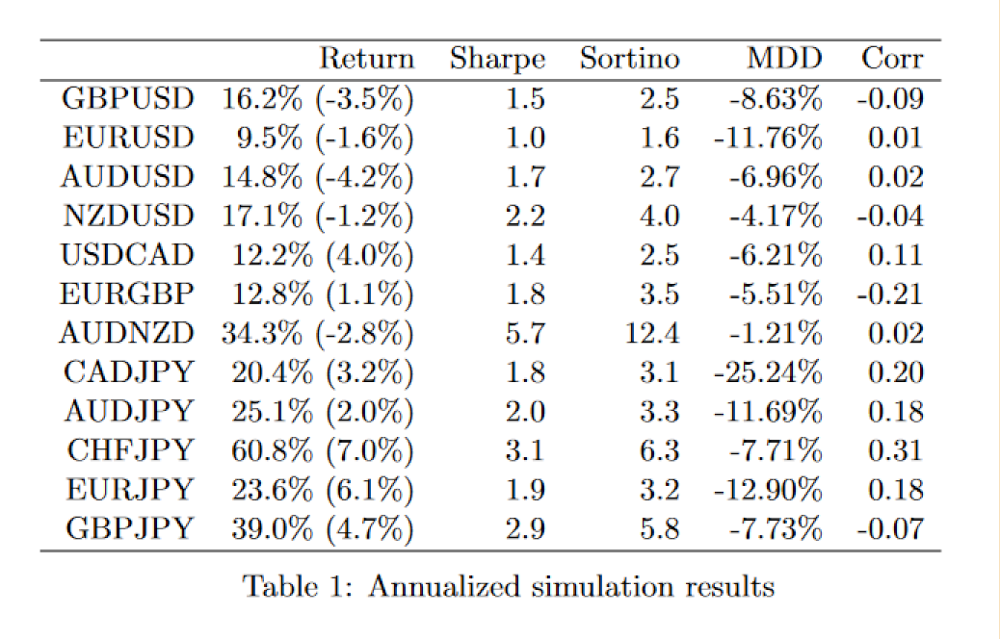 Return Sharpe Sortino MDD Corr
GBPUSD 16.2% (-3.5%) 1.5 2.5 -8.63% -0.09
EURUSD 9.5% (-1.6%) 1.0 1.6 -11.76% 0.01
AUDUSD 14.8% (-4.2%) 1.7 2.7 -6.96% 0.02
NZDUSD 17.1% (-1.2%) 2.2 4.0 -4.17% -0.04
USDCAD 12.2% (4.0%) 1.4 2.5 -6.21% 0.11
EURGBP 12.8% (1.1%) 1.8 3.5 -5.51% -0.21
AUDNZD 34.3% (-2.8%) 5.7 12.4 -1.21% 0.02
CADJPY 20.4% (3.2%) 1.8 3.1 -25.24% 0.20
AUDJPY 25.1% (2.0%) 2.0 3.3 -11.69% 0.18
CHFJPY 60.8% (7.0%) 3.1 6.3 -7.71% 0.31
EURJPY 23.6% (6.1%) 1.9 3.2 -12.90% 0.18
GBPJPY 39.0% (4.7%) 2.9 5.8 -7.73% -0.07
Table 1: Annualized simulation results